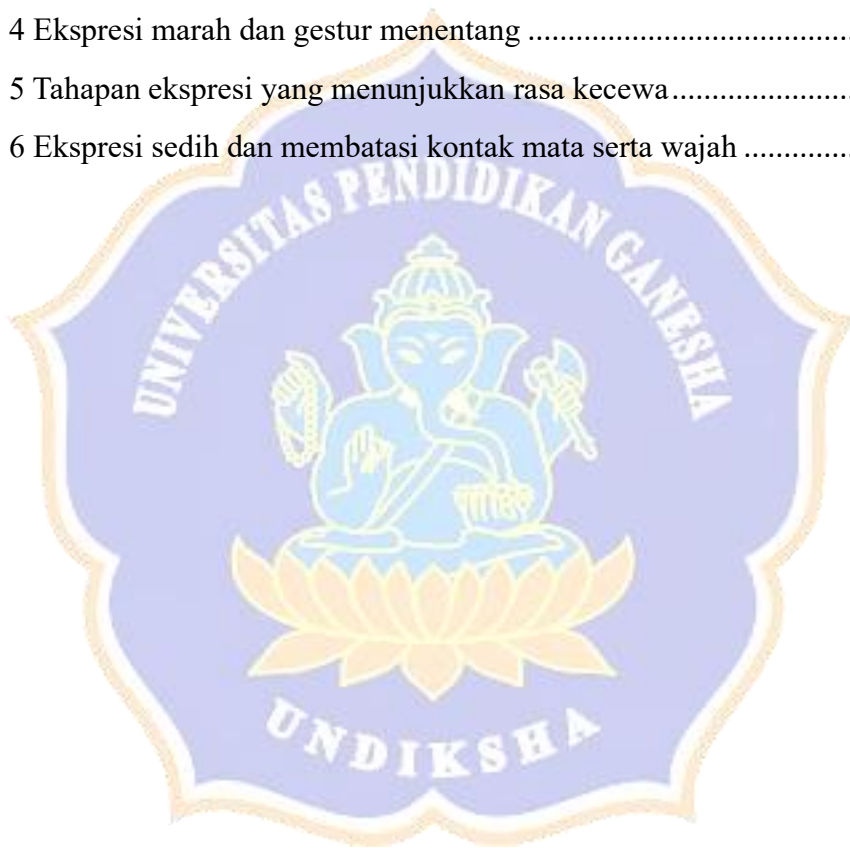 4 Ekspresi marah dan gestur menentang ........................................
5 Tahapan ekspresi yang menunjukkan rasa kecewa......................
6 Ekspresi sedih dan membatasi kontak mata serta wajah .............
UNIVERSITAS PENDIDIKAN GANESHA
UNDIKSHA